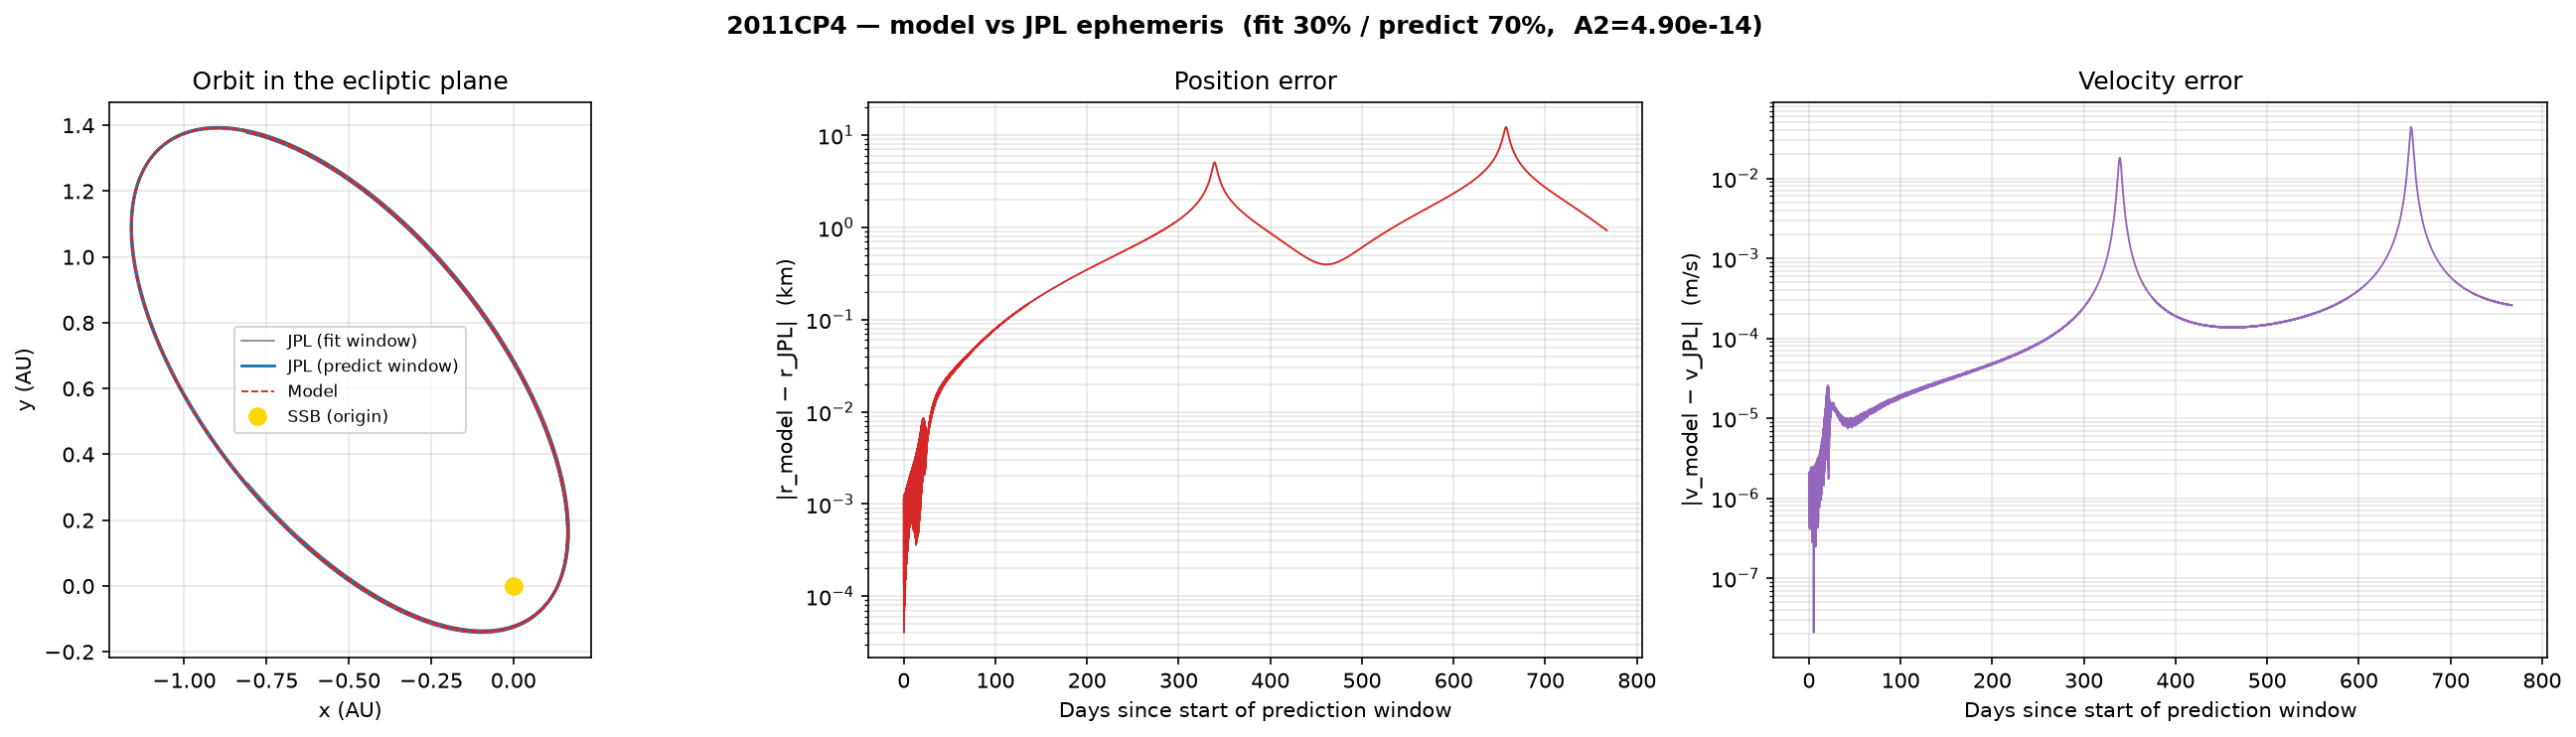 2011CP4 — model vs JPL ephemeris  (fit 30% / predict 70%,  A2=4.90e-14)
Orbit in the ecliptic plane
y (AU)
1.4
1.2
1.0
0.8
0.6
0.4
0.2
0.0
−0.2
JPL (fit window)
JPL (predict window)
Model
SSB (origin)
−1.00 −0.75 −0.50 −0.25 0.00
x (AU)
Position error
|r_model − r_JPL|  (km)
10¹
10⁰
10⁻¹
10⁻²
10⁻³
10⁻⁴
0 100 200 300 400 500 600 700 800
Days since start of prediction window
Velocity error
|v_model − v_JPL|  (m/s)
10⁻²
10⁻³
10⁻⁴
10⁻⁵
10⁻⁶
10⁻⁷
0 100 200 300 400 500 600 700 800
Days since start of prediction window